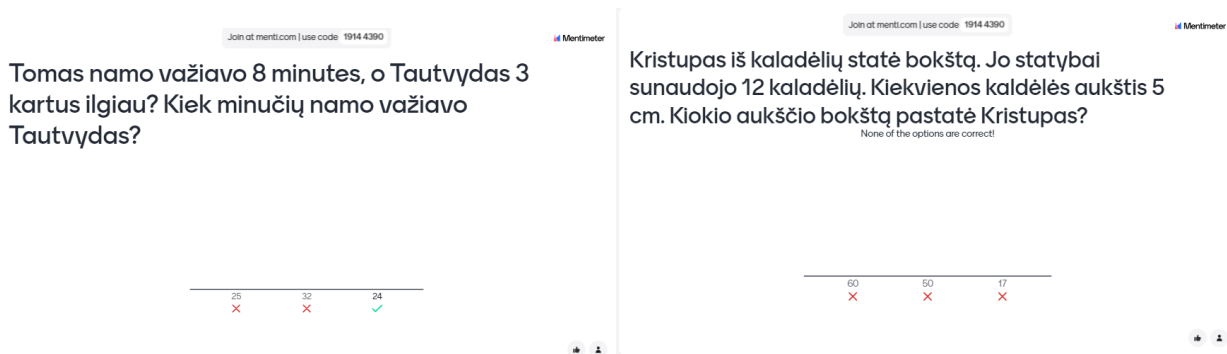 Join at menti.com | use code 1914 4390
Mentimeter
Tomas namo važiavo 8 minutes, o Tautvydas 3
kartus ilgiau? Kiek minučių namo važiavo
Tautvydas?
25 32 24
Join at menti.com | use code 1914 4390
Mentimeter
Kristupas iš kaladėlių statė bokštą. Jo statybai
sunaudojo 12 kaladėlių. Kiekvienos kaldėlės aukštis 5
cm. Kiokio aukščio bokštą pastatė Kristupas?
None of the options are correct!
60 50 17